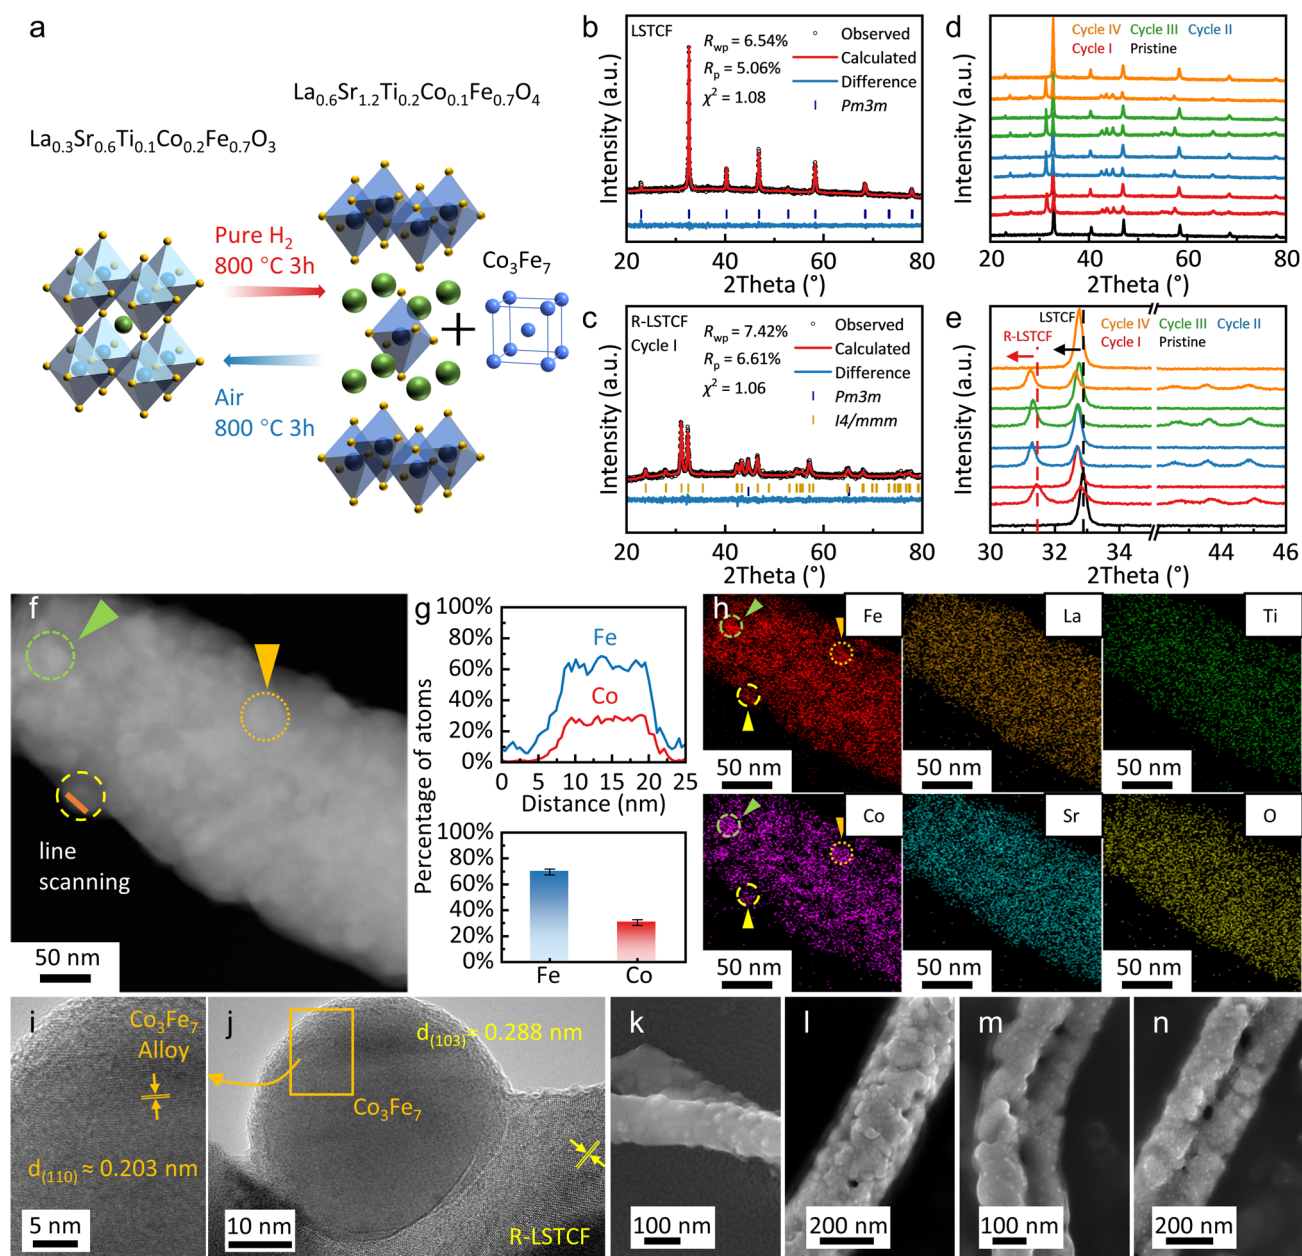 a
La0.3Sr0.6Ti0.1Co0.2Fe0.7O3
La0.6Sr1.2Ti0.2Co0.1Fe0.7O4
Pure H2
800 °C 3h
Air
800 °C 3h
Co3Fe7
b
LSTCF
Rwp = 6.54%
Rp = 5.06%
χ2 = 1.08
Observed
Calculated
Difference
Pm3m
Intensity (a.u.)
20 40 60 80
2Theta (°)
c
R-LSTCF
Cycle I
Rwp = 7.42%
Rp = 6.61%
χ2 = 1.06
Observed
Calculated
Difference
Pm3m
I4/mmm
Intensity (a.u.)
20 40 60 80
2Theta (°)
d
Cycle IV Cycle III Cycle II
Cycle I Pristine
Intensity (a.u.)
20 40 60 80
2Theta (°)
e
LSTCF
R-LSTCF
Cycle IV Cycle III Cycle II
Cycle I Pristine
Intensity (a.u.)
30 32 34 44 46
2Theta (°)
f
line
scanning
50 nm
g
Percentage of atoms
100%
80%
60%
40%
20%
0%
Fe
Co
0 5 10 15 20 25
Distance (nm)
100%
80%
60%
40%
20%
0%
Fe Co
h
Fe
50 nm
La
50 nm
Ti
50 nm
Co
50 nm
Sr
50 nm
O
50 nm
i
Co3Fe7
Alloy
d(110) ≈ 0.203 nm
5 nm
j
d(103) ≈ 0.288 nm
Co3Fe7
10 nm
R-LSTCF
k
100 nm
l
200 nm
m
100 nm
n
200 nm